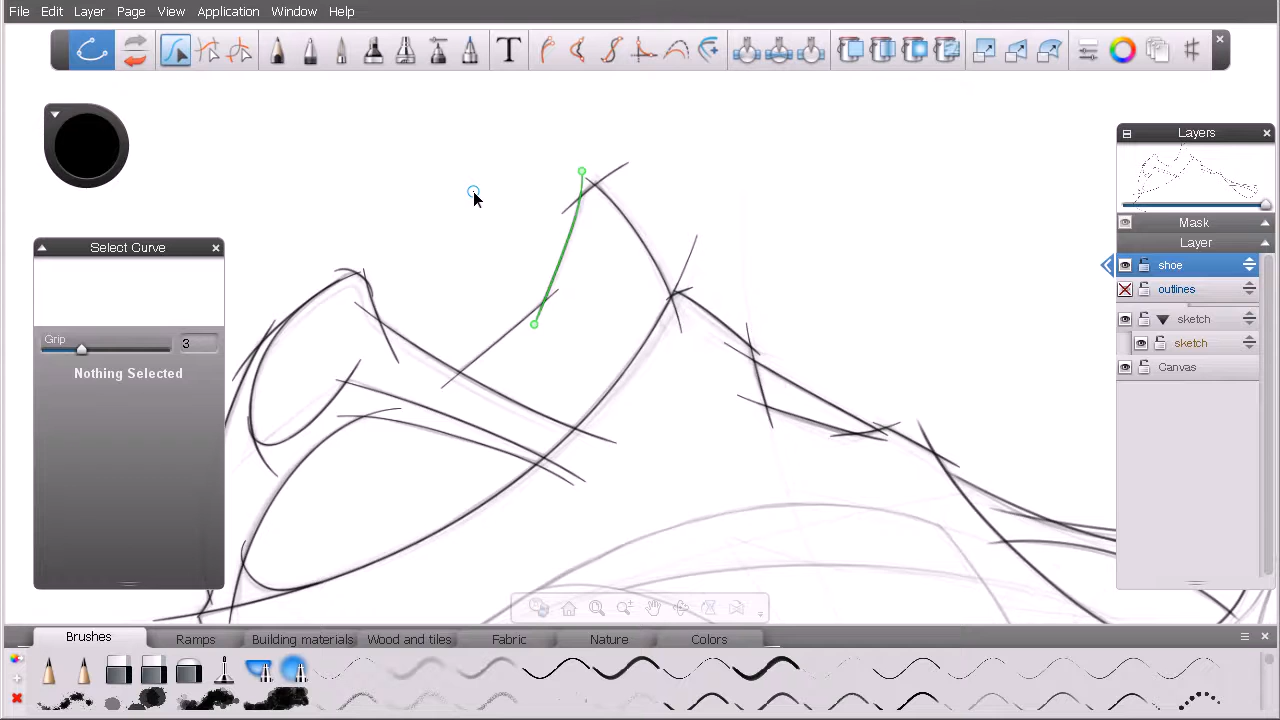 File Edit Layer Page View Application Window Help
T
Layers
Select Curve
Mask
Layer
shoe
outlines
Grip
3
sketch
sketch
Nothing Selected
Canvas
Brushes Ramps Building materials Wood and tiles Fabric Nature Colors